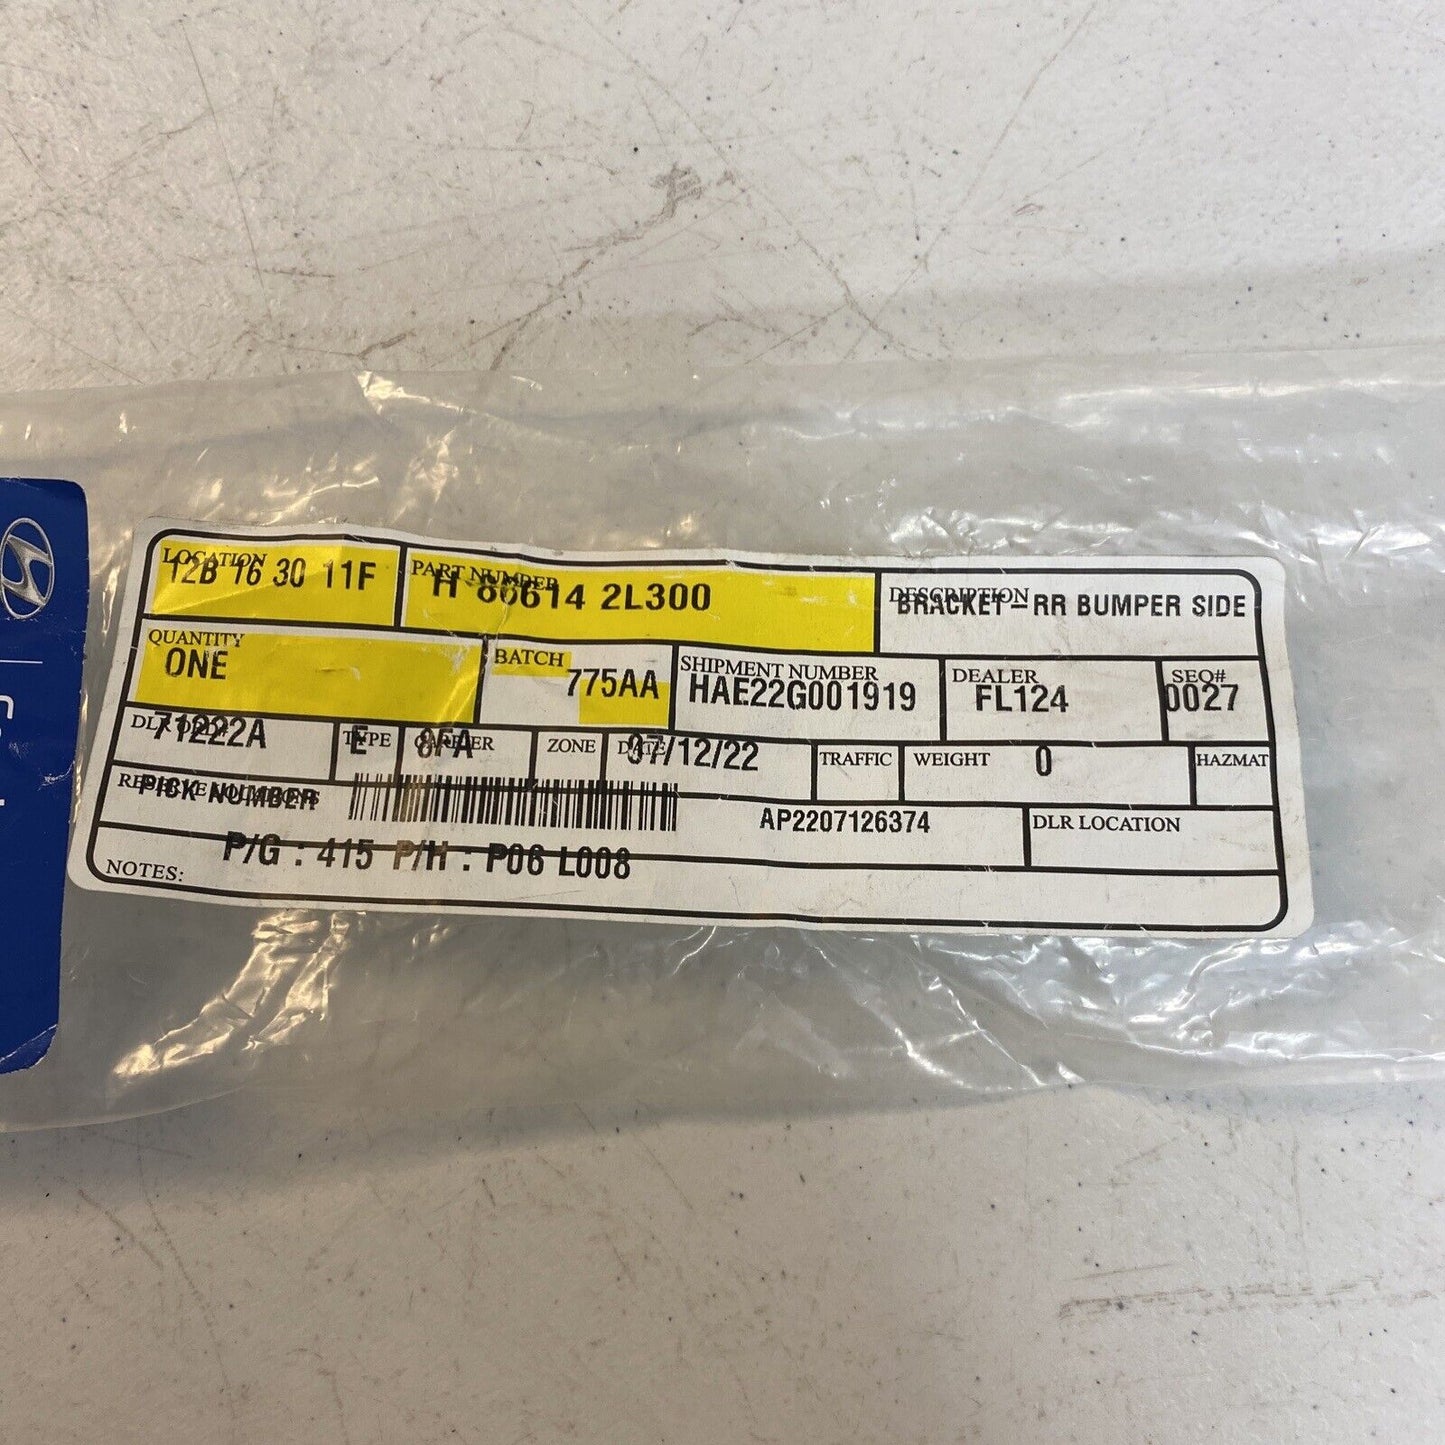 LOCATION
12B 16 30 11F
PART NUMBER
H 86614 2L300
DESCRIPTION
BRACKET-RR BUMPER SIDE
QUANTITY
ONE
BATCH
775AA
SHIPMENT NUMBER
HAE22G001919
DEALER
FL124
SEQ#
0027
71222A
TYPE
E
CARRIER
8FA
ZONE
DATE
07/12/22
TRAFFIC
WEIGHT
0
HAZMAT
PICK NUMBER
AP2207126374
DLR LOCATION
P/G : 415 P/H : P06 L008
NOTES: